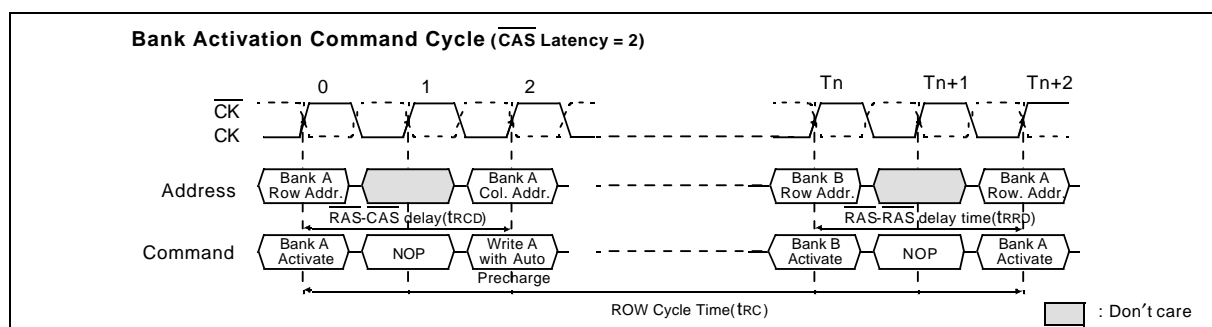 Bank Activation Command Cycle (CAS Latency = 2)
0 1 2 Tn Tn+1 Tn+2
CK
CK
Address
Bank A
Row Addr.
Bank A
Col. Addr.
Bank B
Row Addr.
Bank A
Row. Addr.
RAS-CAS delay(tRCD)
RAS-RAS delay time(tRRD)
Command
Bank A
Activate
NOP
Write A
with Auto
Precharge
Bank B
Activate
NOP
Bank A
Activate
ROW Cycle Time(tRC)
: Don't care